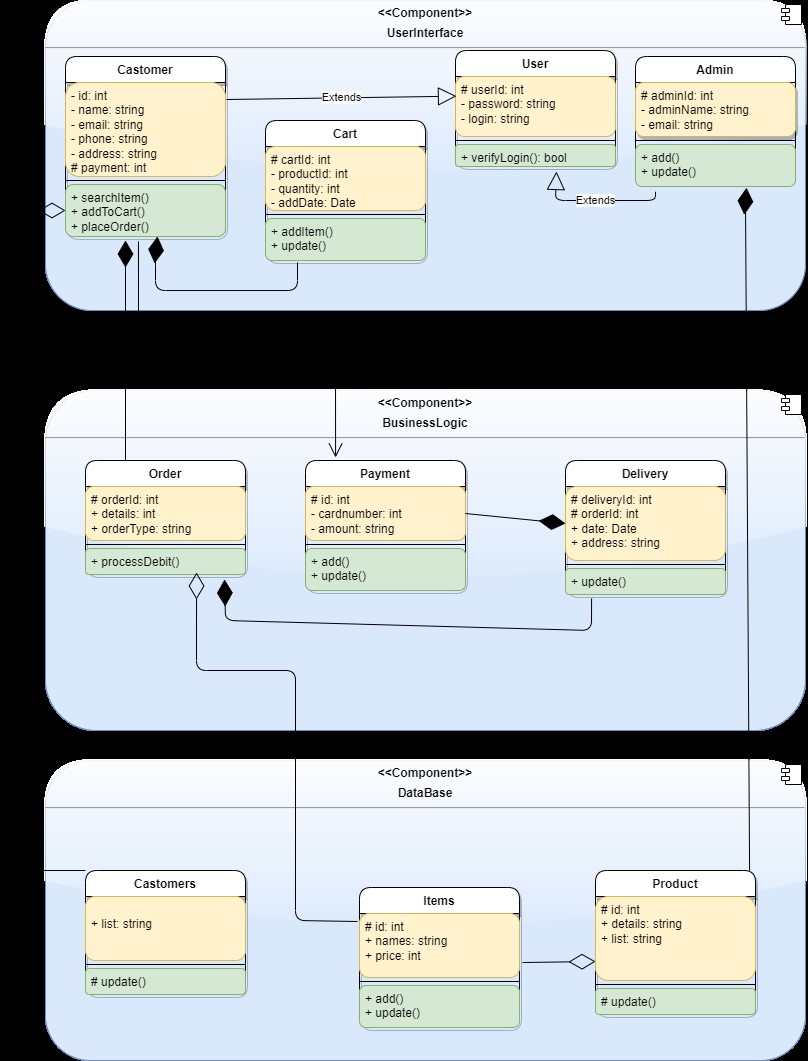 <<Component>>
UserInterface
Castomer
- id: int
- name: string
- email: string
- phone: string
- address: string
# payment: int
+ searchItem()
+ addToCart()
+ placeOrder()
Extends
Cart
# cartId: int
- productId: int
- quantity: int
- addDate: Date
+ addItem()
+ update()
User
# userId: int
- password: string
- login: string
+ verifyLogin(): bool
Extends
Admin
# adminId: int
- adminName: string
- email: string
+ add()
+ update()
<<Component>>
BusinessLogic
Order
# orderId: int
+ details: int
+ orderType: string
+ processDebit()
Payment
# id: int
- cardnumber: int
- amount: string
+ add()
+ update()
Delivery
# deliveryId: int
# orderId: int
+ date: Date
+ address: string
+ update()
<<Component>>
DataBase
Castomers
+ list: string
# update()
Items
# id: int
+ names: string
+ price: int
+ add()
+ update()
Product
# id: int
+ details: string
+ list: string
# update()